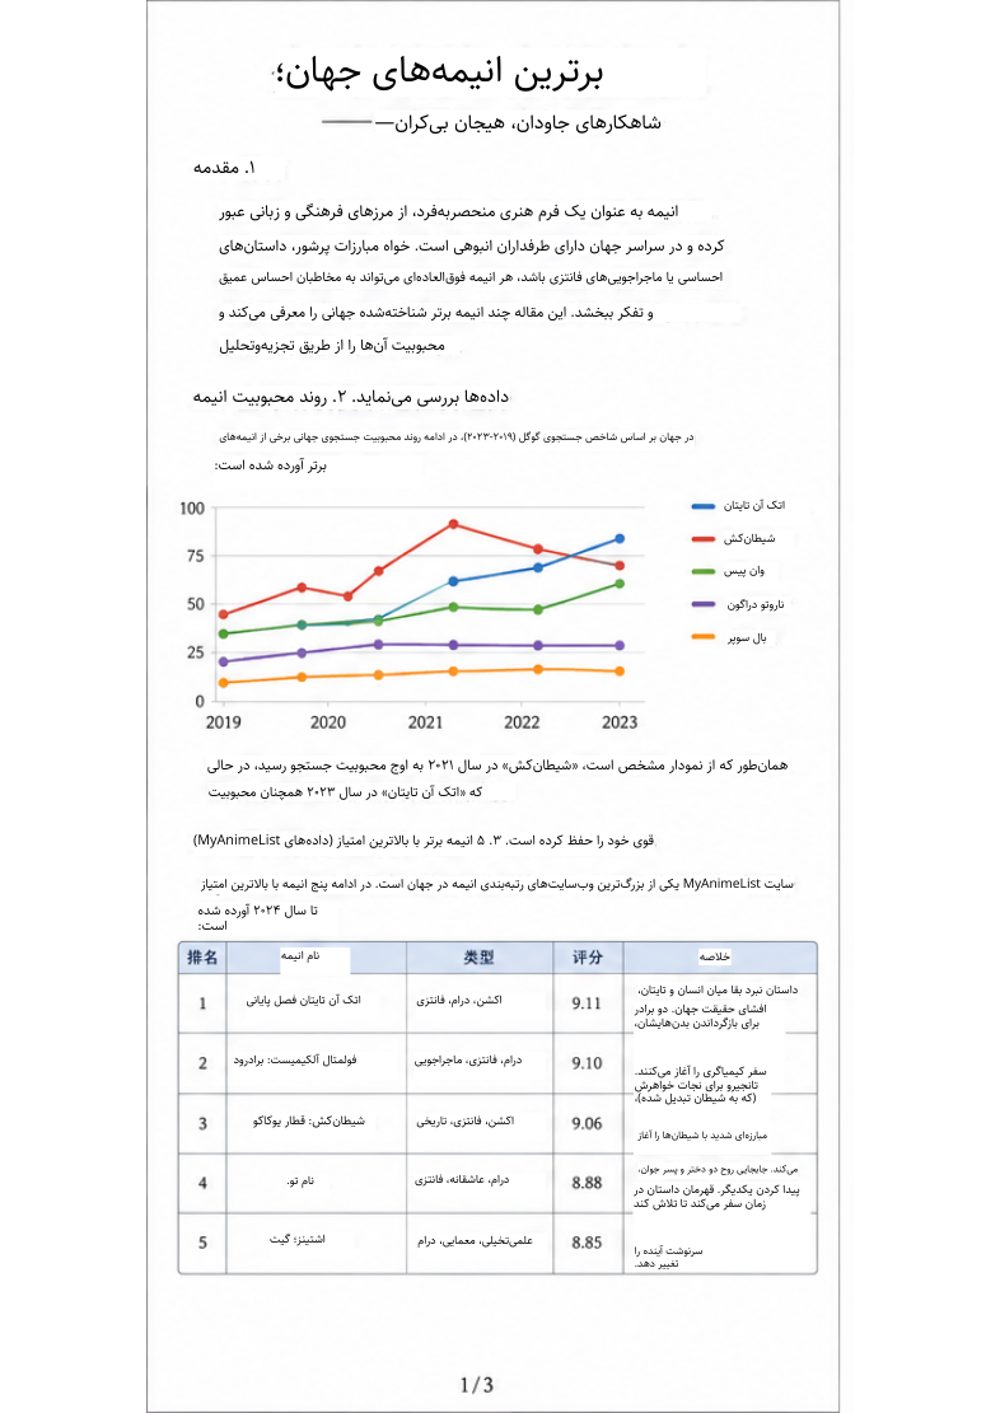 برترین انیمه‌های جهان؛
شاهکارهای جاودان، هیجان بی‌کران—
۱. مقدمه
انیمه به عنوان یک فرم هنری منحصربه‌فرد، از مرزهای فرهنگی و زبانی عبور
کرده و در سراسر جهان دارای طرفداران انبوهی است. خواه مبارزات پرشور، داستان‌های
احساسی یا ماجراجویی‌های فانتزی باشد، هر انیمه فوق‌العاده‌ای می‌تواند به مخاطبان احساس عمیق
و تفکر ببخشد. این مقاله چند انیمه برتر شناخته‌شده جهانی را معرفی می‌کند و
محبوبیت آن‌ها را از طریق تجزیه‌وتحلیل
داده‌ها بررسی می‌نماید. ۲. روند محبوبیت انیمه
در جهان بر اساس شاخص جستجوی گوگل (۲۰۱۹-۲۰۲۳)، در ادامه روند محبوبیت جستجوی جهانی برخی از انیمه‌های
برتر آورده شده است:
100
75
50
25
0
2019 2020 2021 2022 2023
اتک آن تایتان
شیطان‌کش
وان پیس
ناروتو دراگون
بال سوپر
همان‌طور که از نمودار مشخص است، «شیطان‌کش» در سال ۲۰۲۱ به اوج محبوبیت جستجو رسید، در حالی
که «اتک آن تایتان» در سال ۲۰۲۳ همچنان محبوبیت
قوی خود را حفظ کرده است. ۳. ۵ انیمه برتر با بالاترین امتیاز (داده‌های MyAnimeList)
سایت MyAnimeList یکی از بزرگ‌ترین وب‌سایت‌های رتبه‌بندی انیمه در جهان است. در ادامه پنج انیمه با بالاترین امتیاز
تا سال ۲۰۲۴ آورده شده
است:
排名 نام انیمه 类型 评分 خلاصه
1 اتک آن تایتان فصل پایانی اکشن، درام، فانتزی 9.11
داستان نبرد بقا میان انسان و تایتان،
افشای حقیقت جهان. دو برادر
برای بازگرداندن بدن‌هایشان،
2 فولمتال آلکیمیست: برادرود درام، فانتزی، ماجراجویی 9.10
سفر کیمیاگری را آغاز می‌کنند.
تانجیرو برای نجات خواهرش
(که به شیطان تبدیل شده)،
3 شیطان‌کش: قطار یوکاکو اکشن، فانتزی، تاریخی 9.06
مبارزه‌ای شدید با شیطان‌ها را آغاز
4 نام تو. درام، عاشقانه، فانتزی 8.88
می‌کند. جابجایی روح دو دختر و پسر جوان،
پیدا کردن یکدیگر. قهرمان داستان در
زمان سفر می‌کند تا تلاش کند
5 اشتینز؛ گیت علمی‌تخیلی، معمایی، درام 8.85
سرنوشت آینده را
تغییر دهد.
1/3